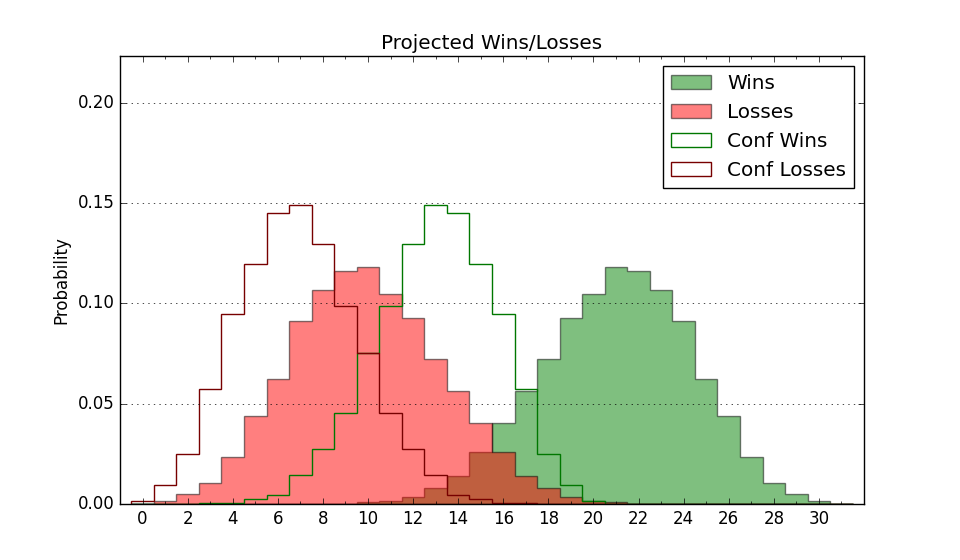 Projected Wins/Losses
Wins
Losses
Conf Wins
Conf Losses
Probability
0.20
0.15
0.10
0.05
0.00
0 2 4 6 8 10 12 14 16 18 20 22 24 26 28 30